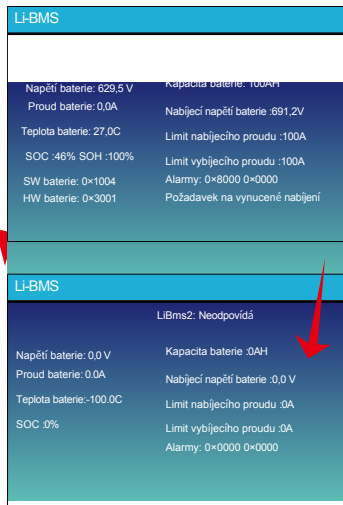 Li-BMS
Napětí baterie: 629,5 V
Kapacita baterie: 100AH
Proud baterie: 0,0A
Nabíjecí napětí baterie :691,2V
Teplota baterie: 27,0C
Limit nabíjecího proudu :100A
SOC :46% SOH :100%
Limit vybíjecího proudu :100A
SW baterie: 0×1004
Alarmy: 0×8000 0×0000
HW baterie: 0×3001
Požadavek na vynucené nabíjení
Li-BMS
LiBms2: Neodpovídá
Napětí baterie: 0,0 V
Kapacita baterie :0AH
Proud baterie: 0.0A
Nabíjecí napětí baterie :0,0 V
Teplota baterie:-100.0C
Limit nabíjecího proudu :0A
SOC :0%
Limit vybíjecího proudu :0A
Alarmy: 0×0000 0×0000